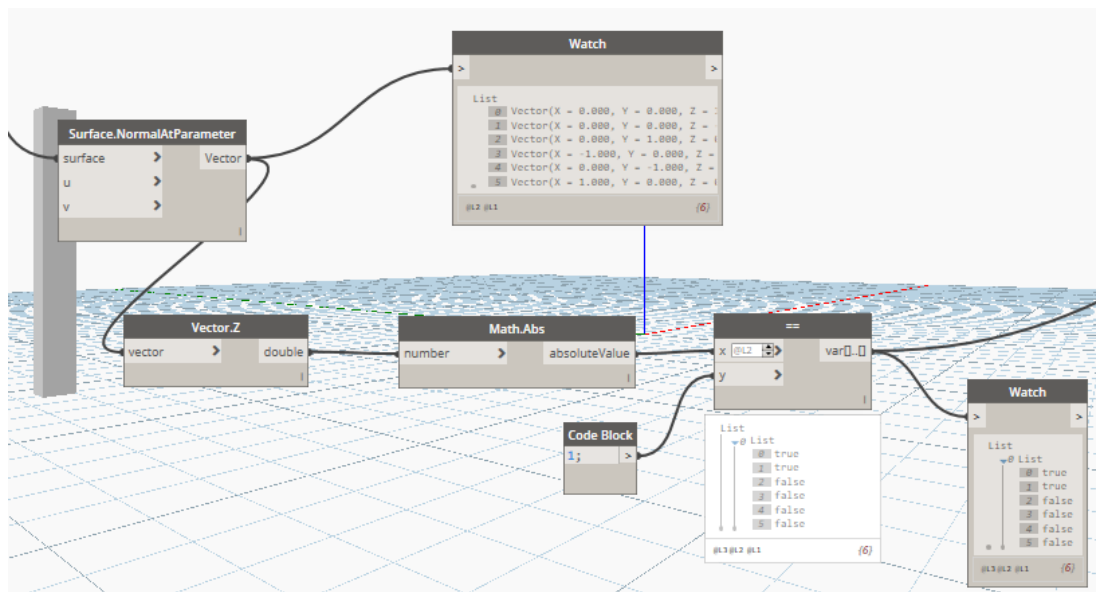 Watch
>
>
List
0 Vector(X = 0.000, Y = 0.000, Z =
1 Vector(X = 0.000, Y = 0.000, Z =
2 Vector(X = 0.000, Y = 1.000, Z =
3 Vector(X = -1.000, Y = 0.000, Z =
4 Vector(X = 0.000, Y = -1.000, Z =
5 Vector(X = 1.000, Y = 0.000, Z =
@L2 @L1 {6}
Surface.NormalAtParameter
surface > Vector
u >
v >
l
Vector.Z
vector > double
l
Math.Abs
number > absoluteValue
l
==
x @L2 > var[]..[]
y >
l
Code Block
1; >
List
0 List
0 true
1 true
2 false
3 false
4 false
5 false
@L3 @L2 @L1 {6}
Watch
>
>
List
0 List
0 true
1 true
2 false
3 false
4 false
5 false
@L3 @L2 @L1 {6}